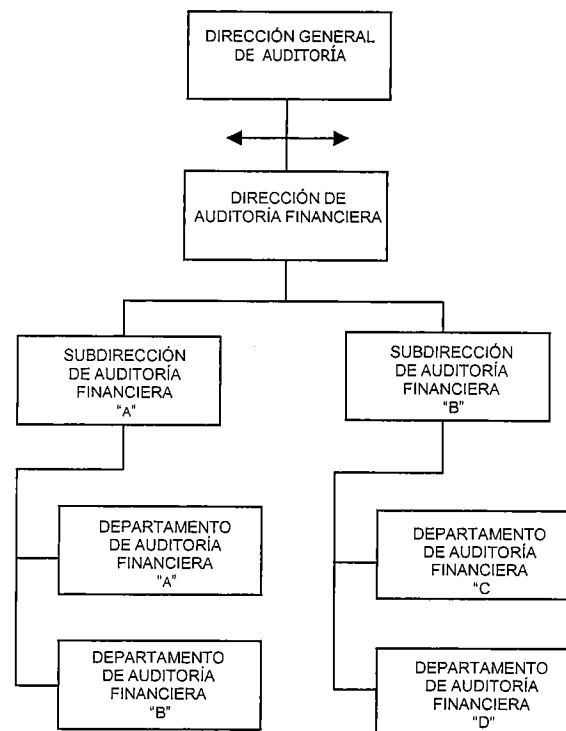 DIRECCIÓN GENERAL
DE AUDITORÍA
DIRECCIÓN DE
AUDITORÍA FINANCIERA
SUBDIRECCIÓN
DE AUDITORÍA
FINANCIERA
"A"
SUBDIRECCIÓN
DE AUDITORÍA
FINANCIERA
"B"
DEPARTAMENTO
DE AUDITORÍA
FINANCIERA
"A"
DEPARTAMENTO
DE AUDITORÍA
FINANCIERA
"C
DEPARTAMENTO
DE AUDITORÍA
FINANCIERA
"B"
DEPARTAMENTO
DE AUDITORÍA
FINANCIERA
"D"